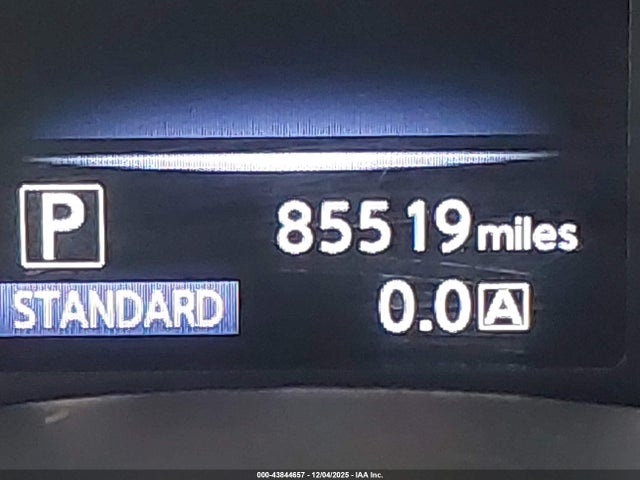 P 85519 miles
STANDARD 0.0 A
000-43844657 - 12/04/2025 - IAA Inc.